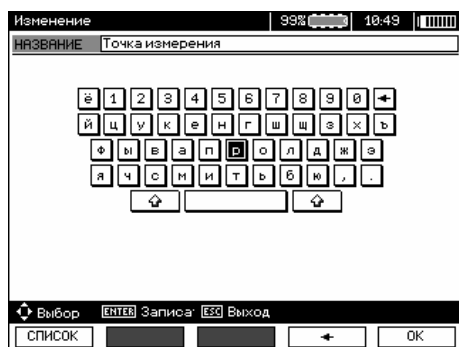 Изменение 99% 10:49
НАЗВАНИЕ Точка измерения
ё 1 2 3 4 5 6 7 8 9 0
й ц у к е н г ш щ з х ъ
ф ы в а п р о л д ж э
я ч с м и т ь б ю , .
Выбор ENTER Записат ESC Выход
СПИСОК OK